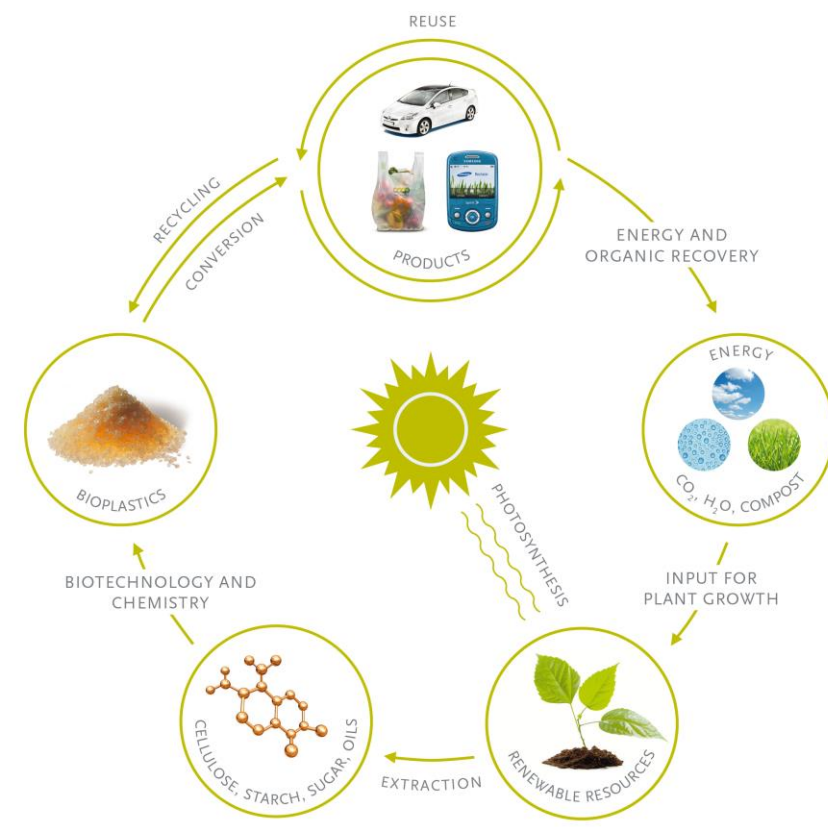 REUSE
PRODUCTS
RECYCLING
CONVERSION
ENERGY AND
ORGANIC RECOVERY
ENERGY
CO₂, H₂O, COMPOST
BIOPLASTICS
PHOTOSYNTHESIS
BIOTECHNOLOGY AND
CHEMISTRY
INPUT FOR
PLANT GROWTH
CELLULOSE, STARCH, SUGAR, OILS
EXTRACTION
RENEWABLE RESOURCES